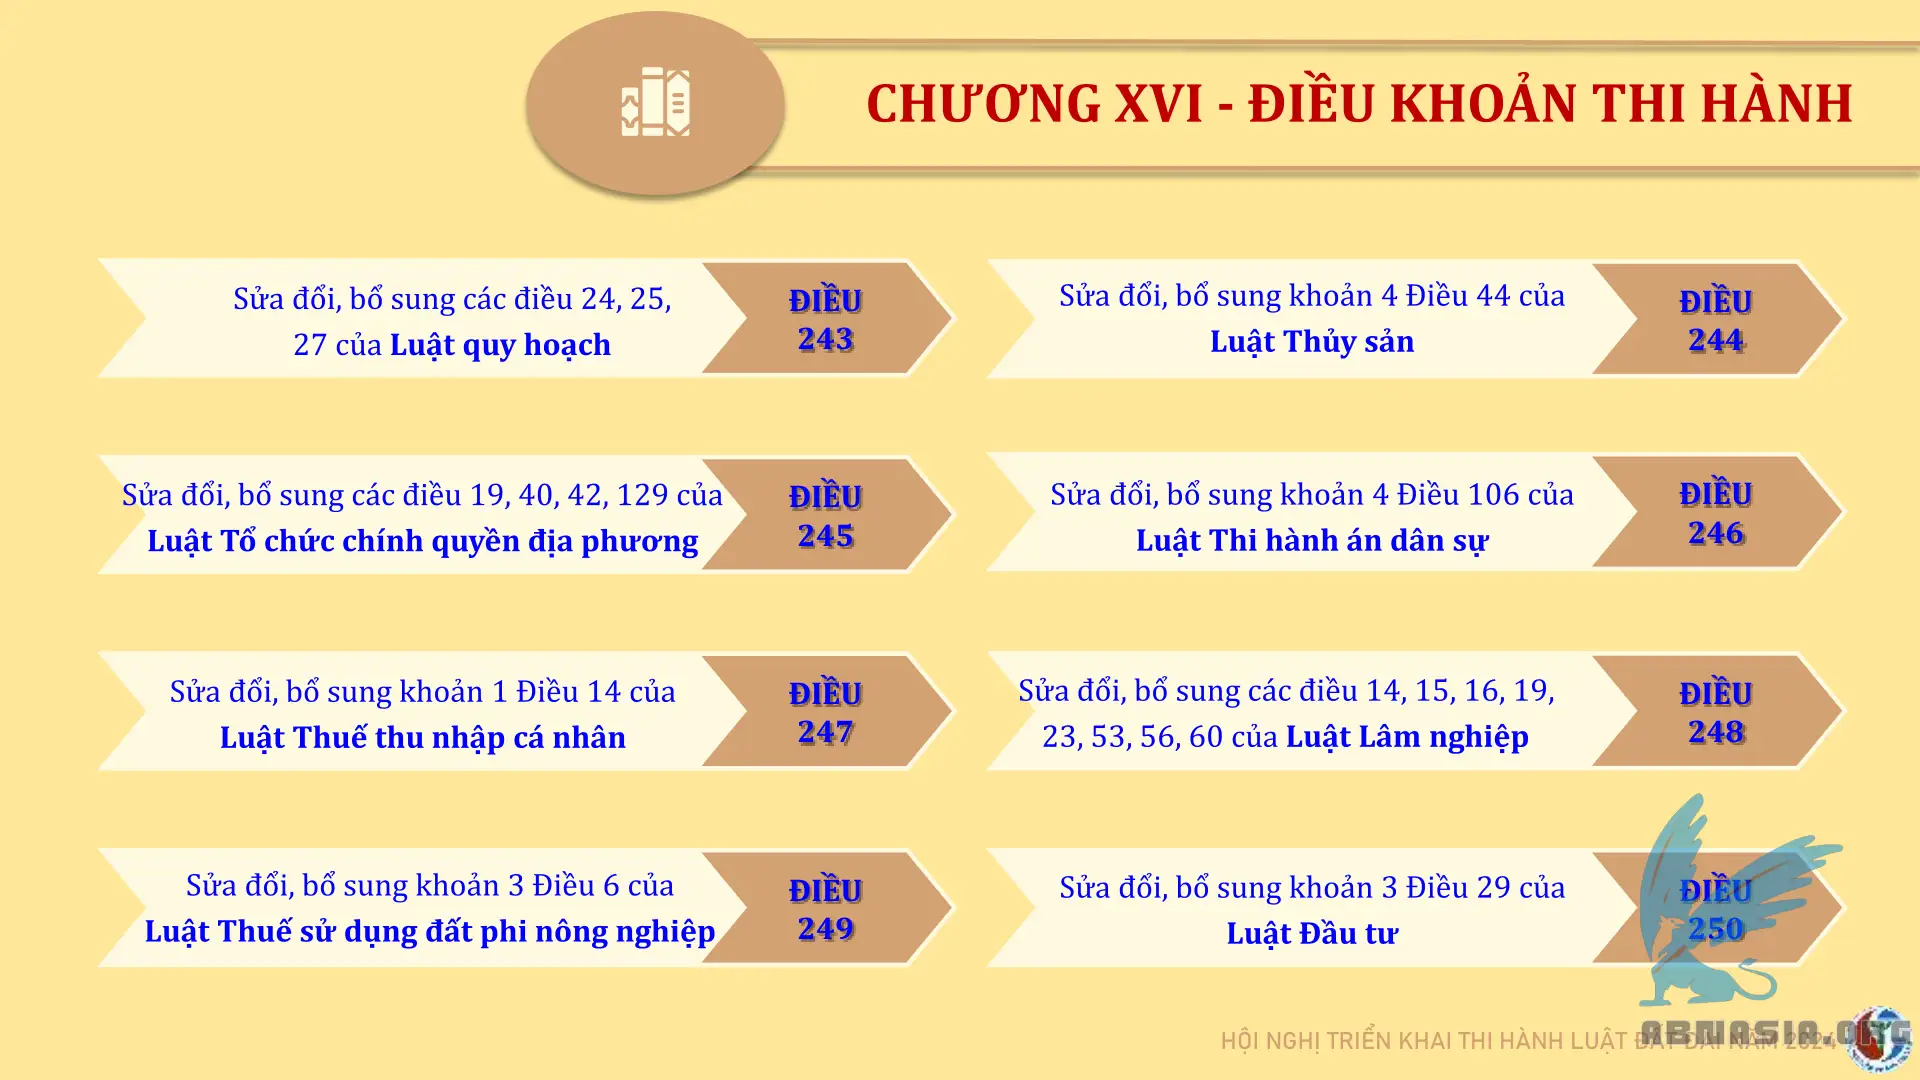 CHƯƠNG XVI - ĐIỀU KHOẢN THI HÀNH
Sửa đổi, bổ sung các điều 24, 25,
27 của Luật quy hoạch
ĐIỀU
243
Sửa đổi, bổ sung khoản 4 Điều 44 của
Luật Thủy sản
ĐIỀU
244
Sửa đổi, bổ sung các điều 19, 40, 42, 129 của
Luật Tổ chức chính quyền địa phương
ĐIỀU
245
Sửa đổi, bổ sung khoản 4 Điều 106 của
Luật Thi hành án dân sự
ĐIỀU
246
Sửa đổi, bổ sung khoản 1 Điều 14 của
Luật Thuế thu nhập cá nhân
ĐIỀU
247
Sửa đổi, bổ sung các điều 14, 15, 16, 19,
23, 53, 56, 60 của Luật Lâm nghiệp
ĐIỀU
248
Sửa đổi, bổ sung khoản 3 Điều 6 của
Luật Thuế sử dụng đất phi nông nghiệp
ĐIỀU
249
Sửa đổi, bổ sung khoản 3 Điều 29 của
Luật Đầu tư
ĐIỀU
250
HỘI NGHỊ TRIỂN KHAI THI HÀNH LUẬT ĐẤT ĐAI NĂM 2024
ABMASIA.ORG